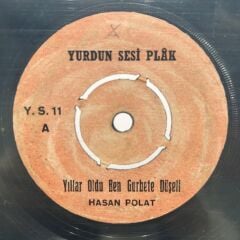 YURDUN SESİ PLÂK
Y. S. 11
A
Yıllar Oldu Ben Gurbete Düşeli
HASAN POLAT